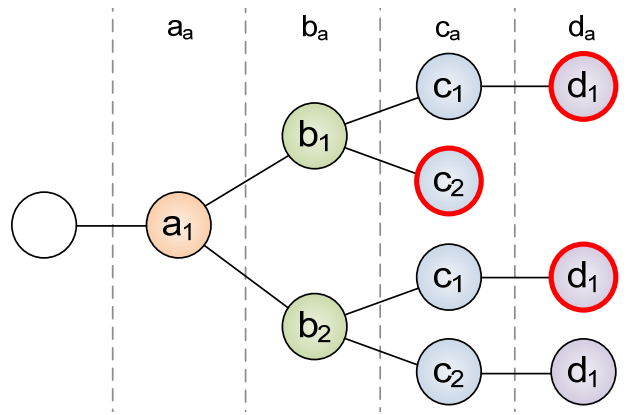 aₐ bₐ cₐ dₐ
c₁ d₁
b₁
c₂
a₁
c₁ d₁
b₂
c₂ d₁